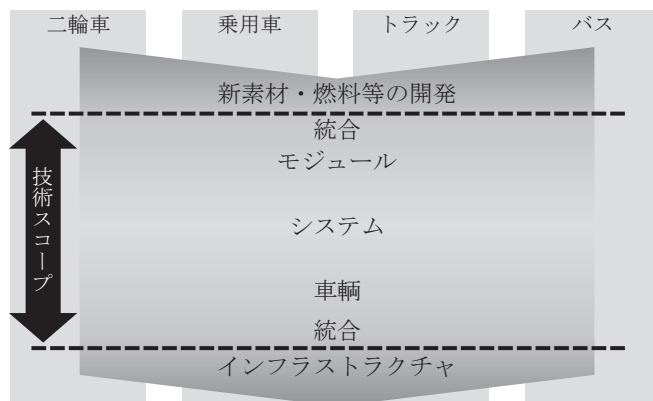 二輪車
乗用車
トラック
バス
新素材・燃料等の開発
統合
モジュール
技術スコープ
システム
車輌
統合
インフラストラクチャ